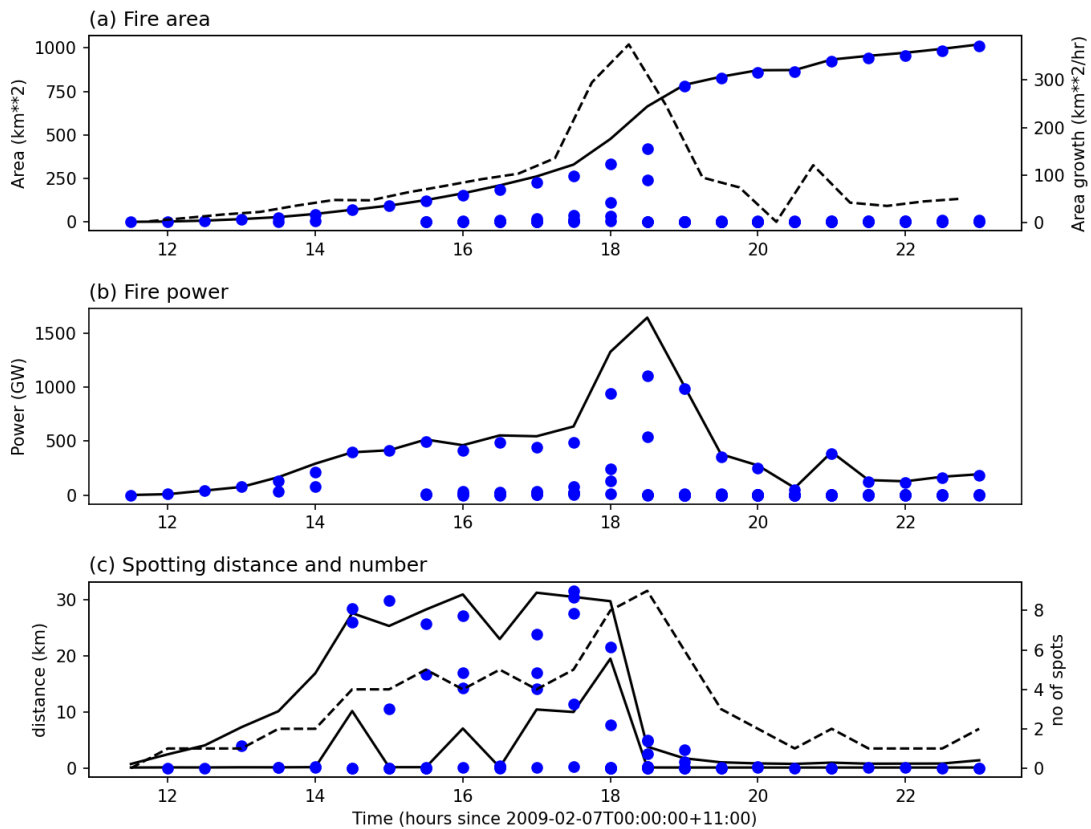 (a) Fire area
1000
750
500
250
0
Area (km**2)
300
200
100
0
Area growth (km**2/hr)
12 14 16 18 20 22
(b) Fire power
1500
1000
500
0
Power (GW)
12 14 16 18 20 22
(c) Spotting distance and number
30
20
10
0
distance (km)
8
6
4
2
0
no of spots
12 14 16 18 20 22
Time (hours since 2009-02-07T00:00:00+11:00)